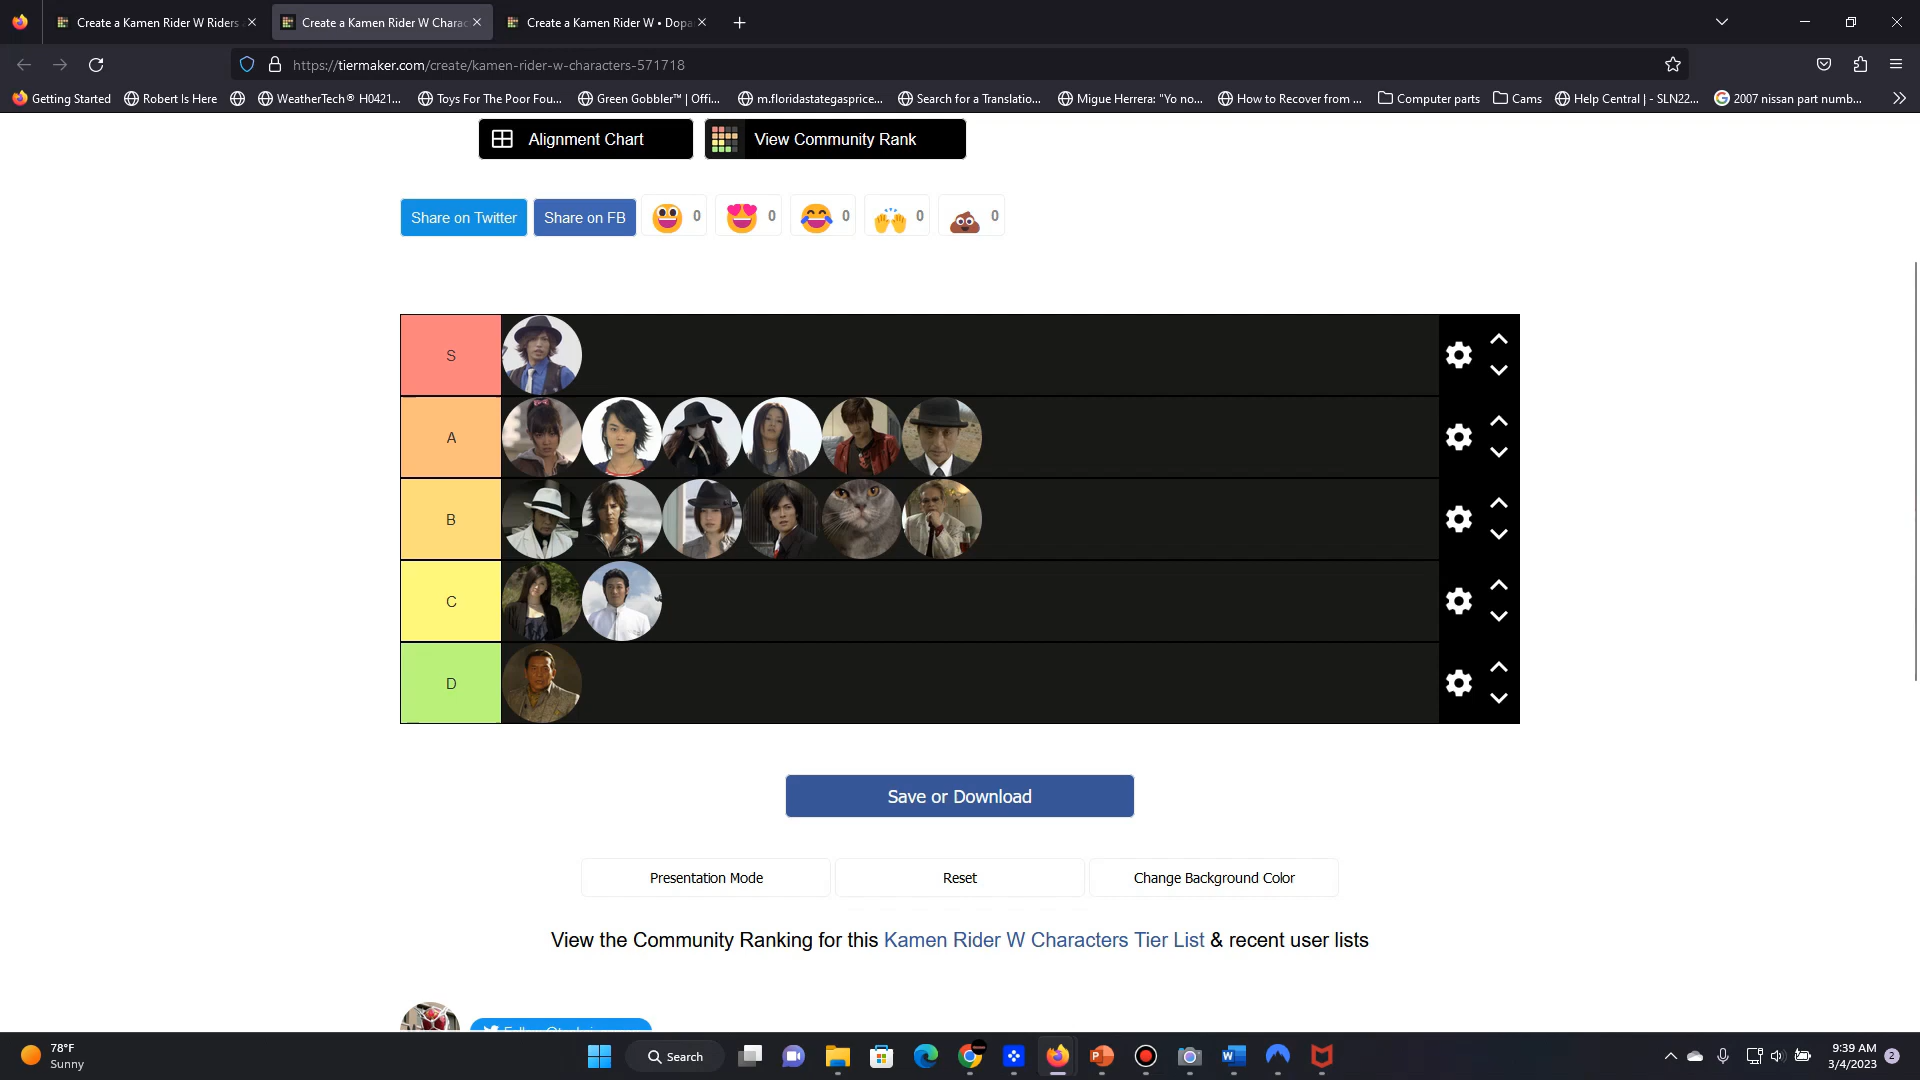 Create a Kamen Rider W Riders
Create a Kamen Rider W Charac
Create a Kamen Rider W • Dopa
https://tiermaker.com/create/kamen-rider-w-characters-571718
Getting Started
Robert Is Here
WeatherTech® H0421...
Toys For The Poor Fou...
Green Gobbler™ | Offi...
m.floridastategasprice...
Search for a Translatio...
Migue Herrera: "Yo no...
How to Recover from ...
Computer parts
Cams
Help Central | - SLN22...
2007 nissan part numb...
Alignment Chart
View Community Rank
Share on Twitter
Share on FB
0
0
0
0
0
S
A
B
C
D
Save or Download
Presentation Mode
Reset
Change Background Color
View the Community Ranking for this Kamen Rider W Characters Tier List & recent user lists
78°F
Sunny
Search
9:39 AM
3/4/2023
2